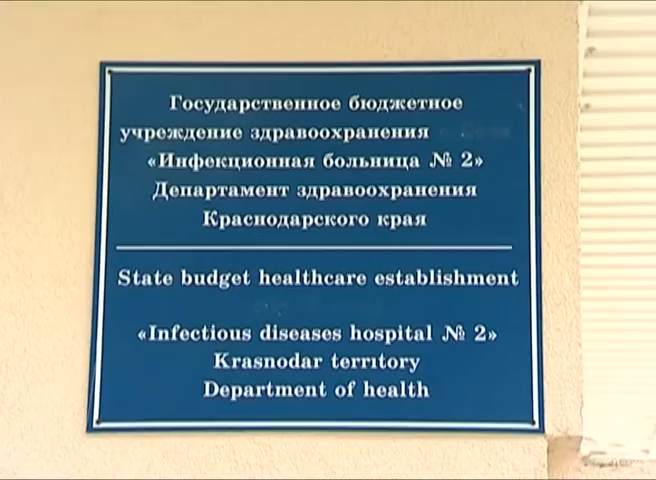 Государственное бюджетное
учреждение здравоохранения
«Инфекционная больница № 2»
Департамент здравоохранения
Краснодарского края
State budget healthcare establishment
«Infectious diseases hospital № 2»
Krasnodar territory
Department of health